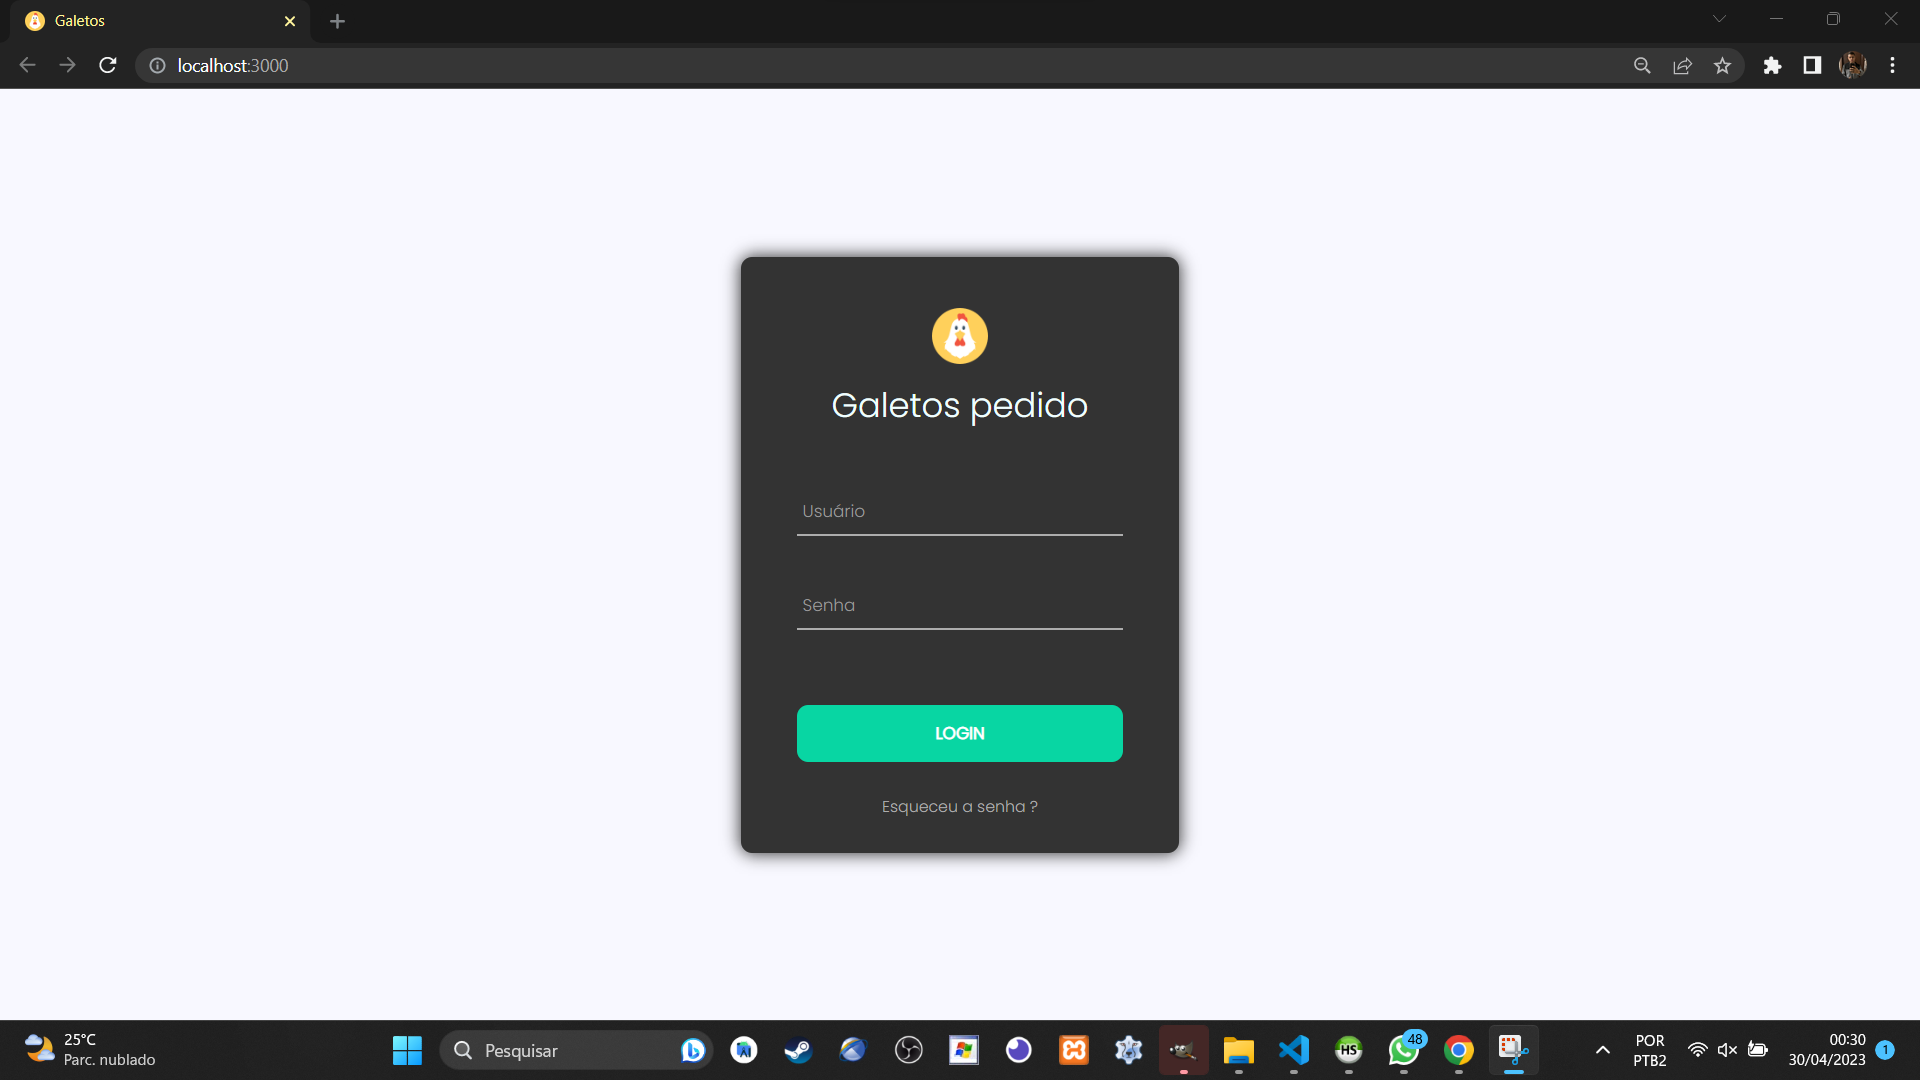 Galetos
localhost:3000
Galetos pedido
Usuário
Senha
LOGIN
Esqueceu a senha ?
25°C
Parc. nublado
Pesquisar
HS
48
POR
PTB2
00:30
30/04/2023
1